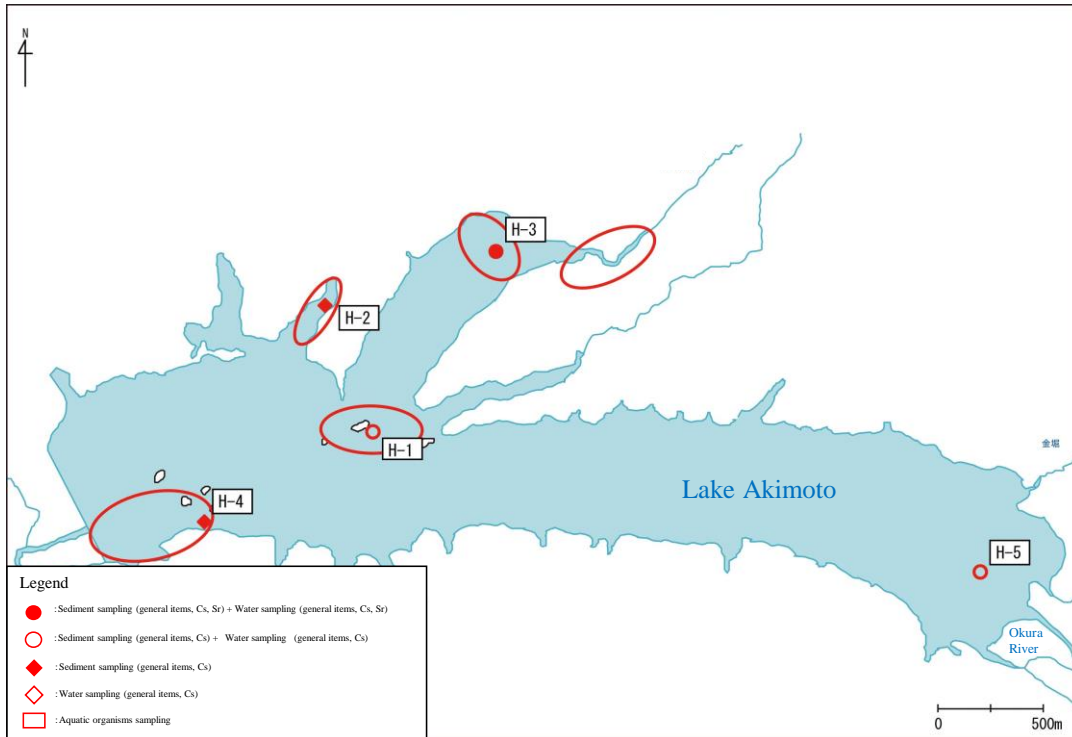 N
H-3
H-2
H-1
金堀
Lake Akimoto
H-4
H-5
Okura
River
Legend
:Sediment sampling (general items, Cs, Sr) + Water sampling (general items, Cs, Sr)
:Sediment sampling (general items, Cs) + Water sampling (general items, Cs)
:Sediment sampling (general items, Cs)
:Water sampling (general items, Cs)
:Aquatic organisms sampling
0 500m